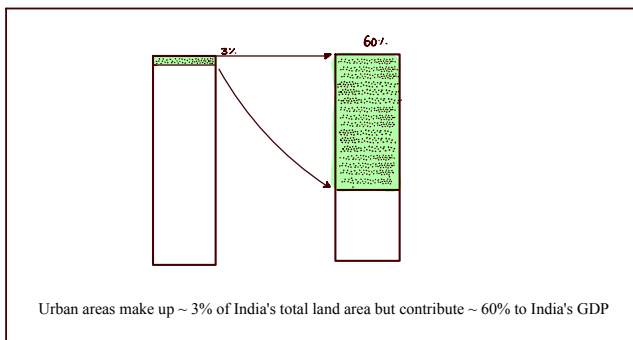 3%
60%
Urban areas make up ~ 3% of India's total land area but contribute ~ 60% to India's GDP